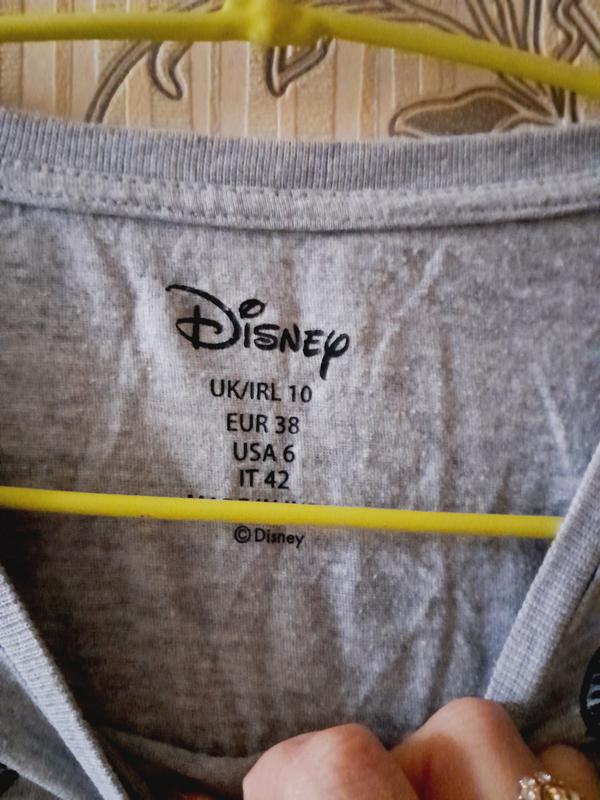 Disney
UK/IRL 10
EUR 38
USA 6
IT 42
©Disney